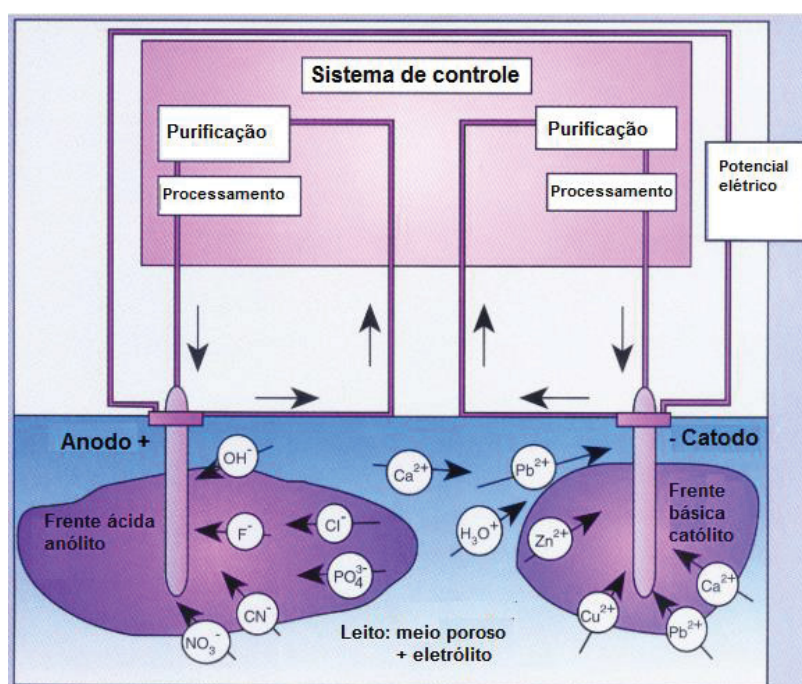 Sistema de controle
Purificação
Purificação
Processamento
Processamento
Potencial
elétrico
Anodo +
- Catodo
OH⁻
Ca²⁺
Pb²⁺
Frente ácida
anólito
F⁻
Cl⁻
H₃O⁺
Zn²⁺
Frente
básica
católito
PO₄³⁻
CN⁻
NO₃⁻
Cu²⁺
Pb²⁺
Ca²⁺
Leito: meio poroso
+ eletrólito